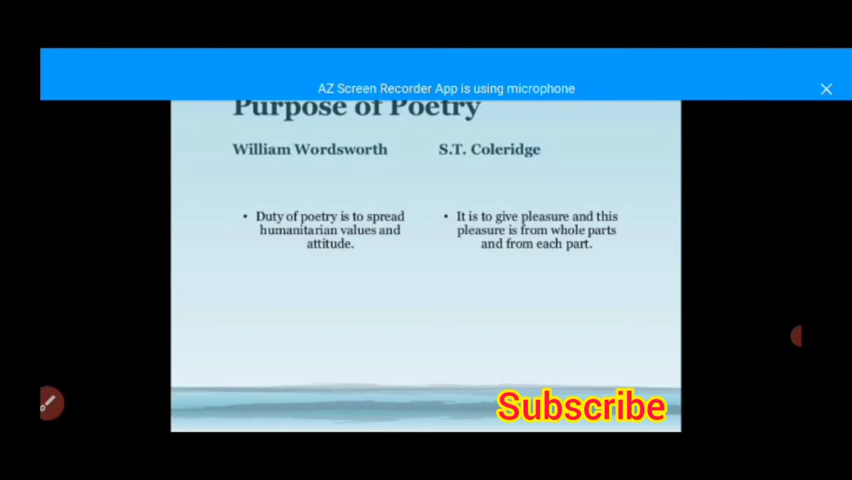 AZ Screen Recorder App is using microphone
Purpose of Poetry
William Wordsworth
S.T. Coleridge
• Duty of poetry is to spread
humanitarian values and
attitude.
• It is to give pleasure and this
pleasure is from whole parts
and from each part.
Subscribe